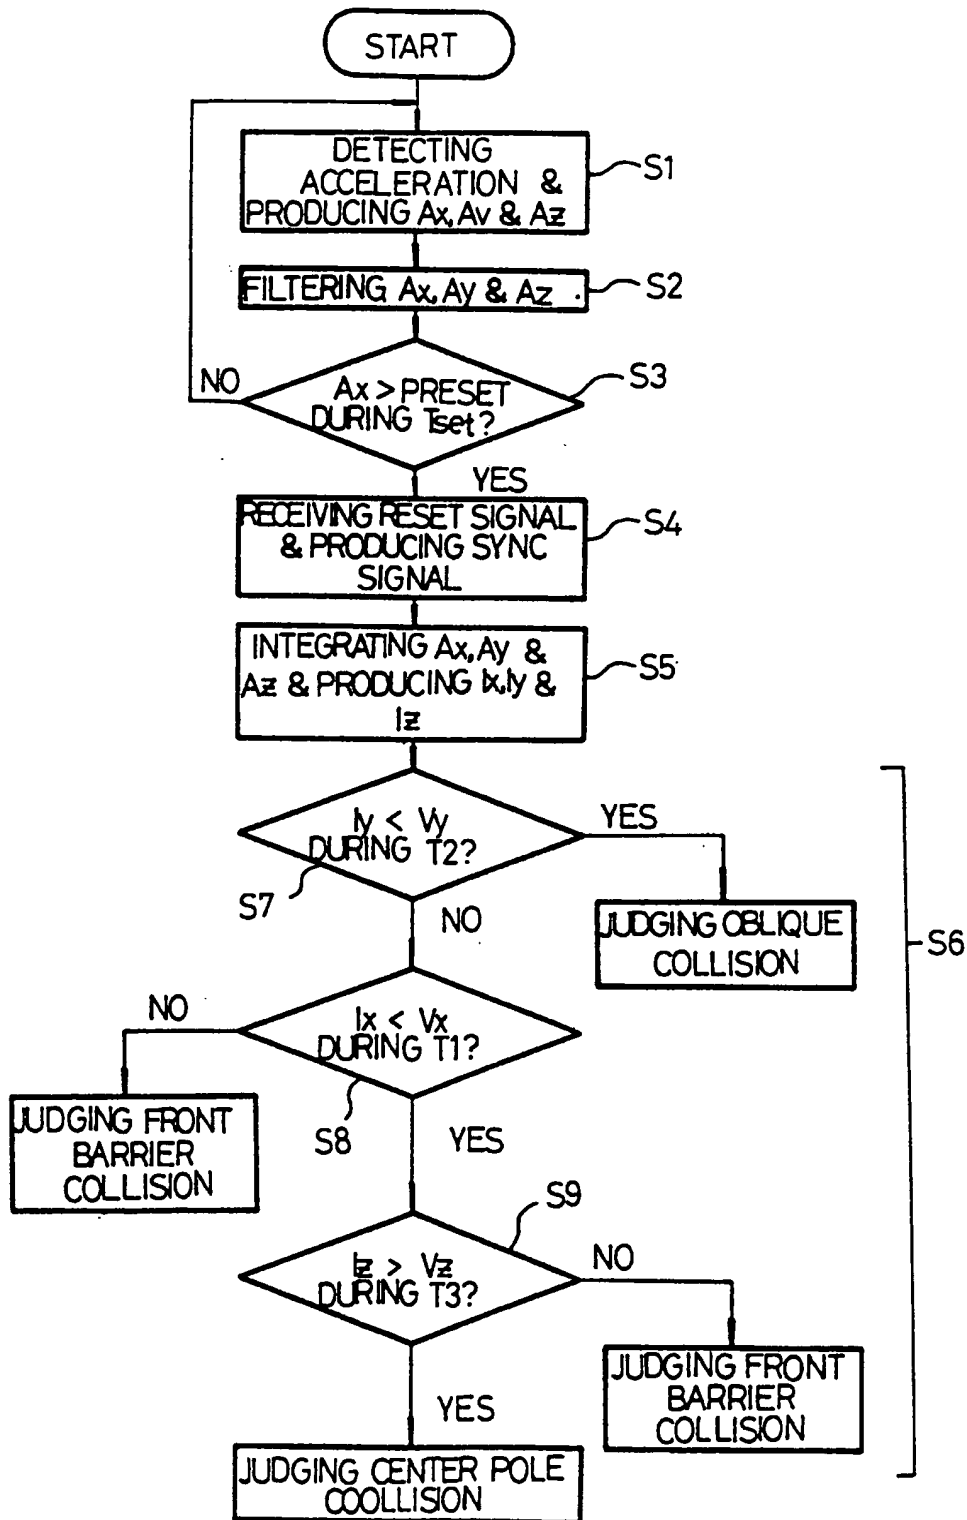 START
DETECTING
ACCELERATION &
PRODUCING Ax, Av & Az
S1
FILTERING Ax, Ay & Az
S2
Ax > PRESET
DURING Tset?
S3
NO
YES
RECEIVING RESET SIGNAL
& PRODUCING SYNC
SIGNAL
S4
INTEGRATING Ax, Ay &
Az & PRODUCING Ix, Iy &
Iz
S5
Iy < Vy
DURING T2?
YES
S7
NO
JUDGING OBLIQUE
COLLISION
S6
Ix < Vx
DURING T1?
NO
S8
YES
JUDGING FRONT
BARRIER
COLLISION
S9
Iz > Vz
DURING T3?
NO
JUDGING FRONT
BARRIER
COLLISION
YES
JUDGING CENTER POLE
COOLLISION